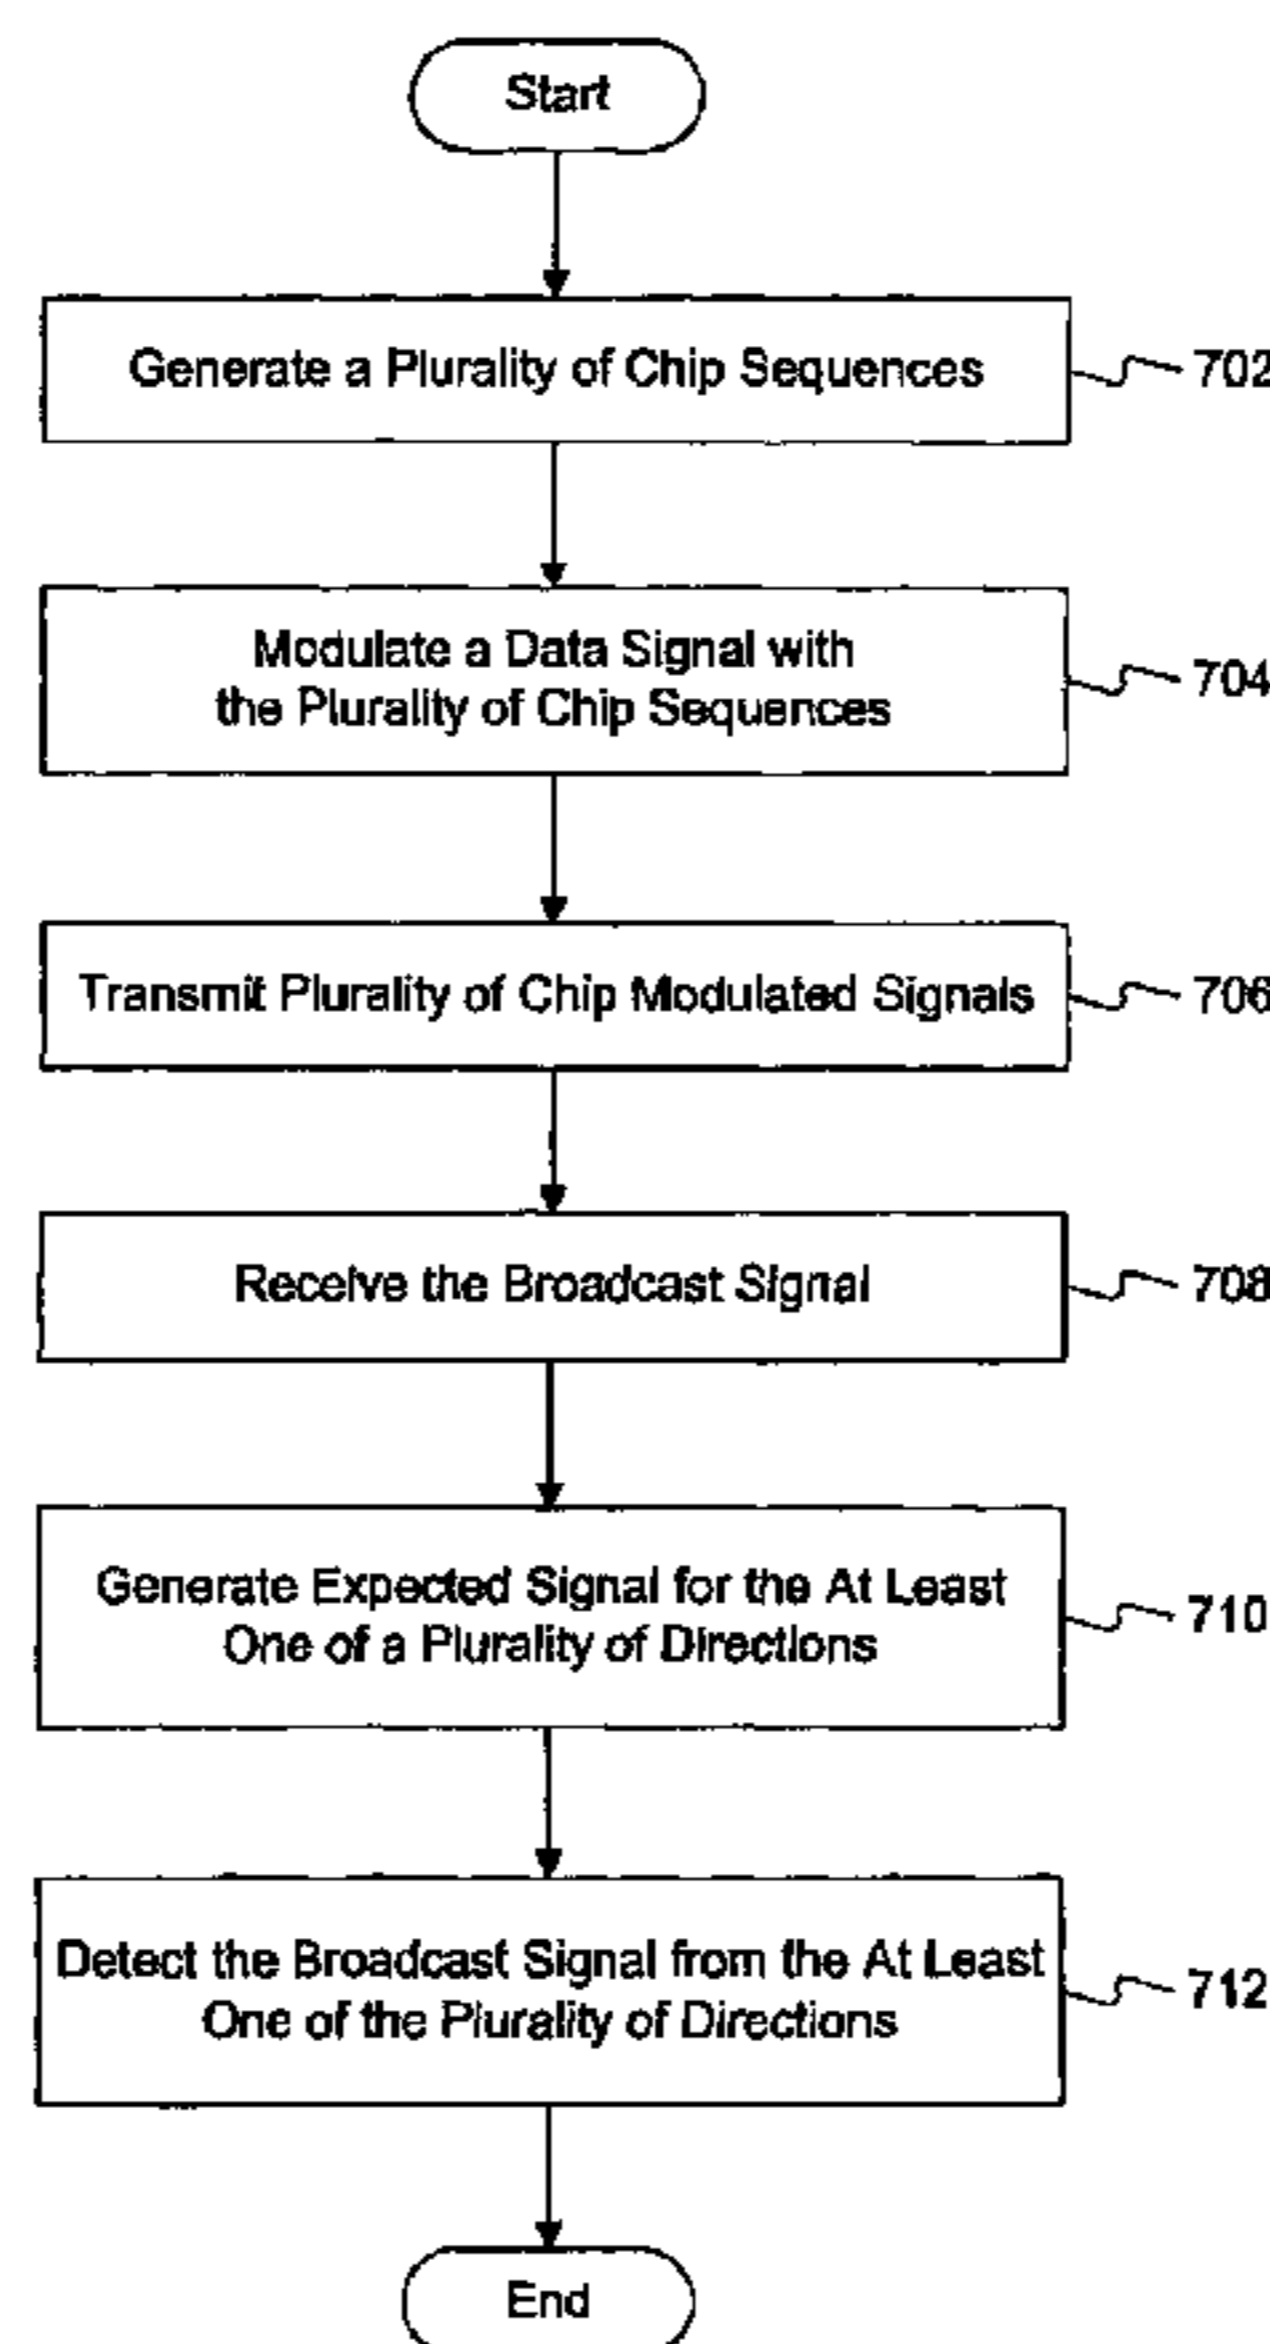 Start
Generate a Plurality of Chip Sequences
702
Modulate a Data Signal with
the Plurality of Chip Sequences
704
Transmit Plurality of Chip Modulated Signals
706
Receive the Broadcast Signal
708
Generate Expected Signal for the At Least
One of a Plurality of Directions
710
Detect the Broadcast Signal from the At Least
One of the Plurality of Directions
712
End